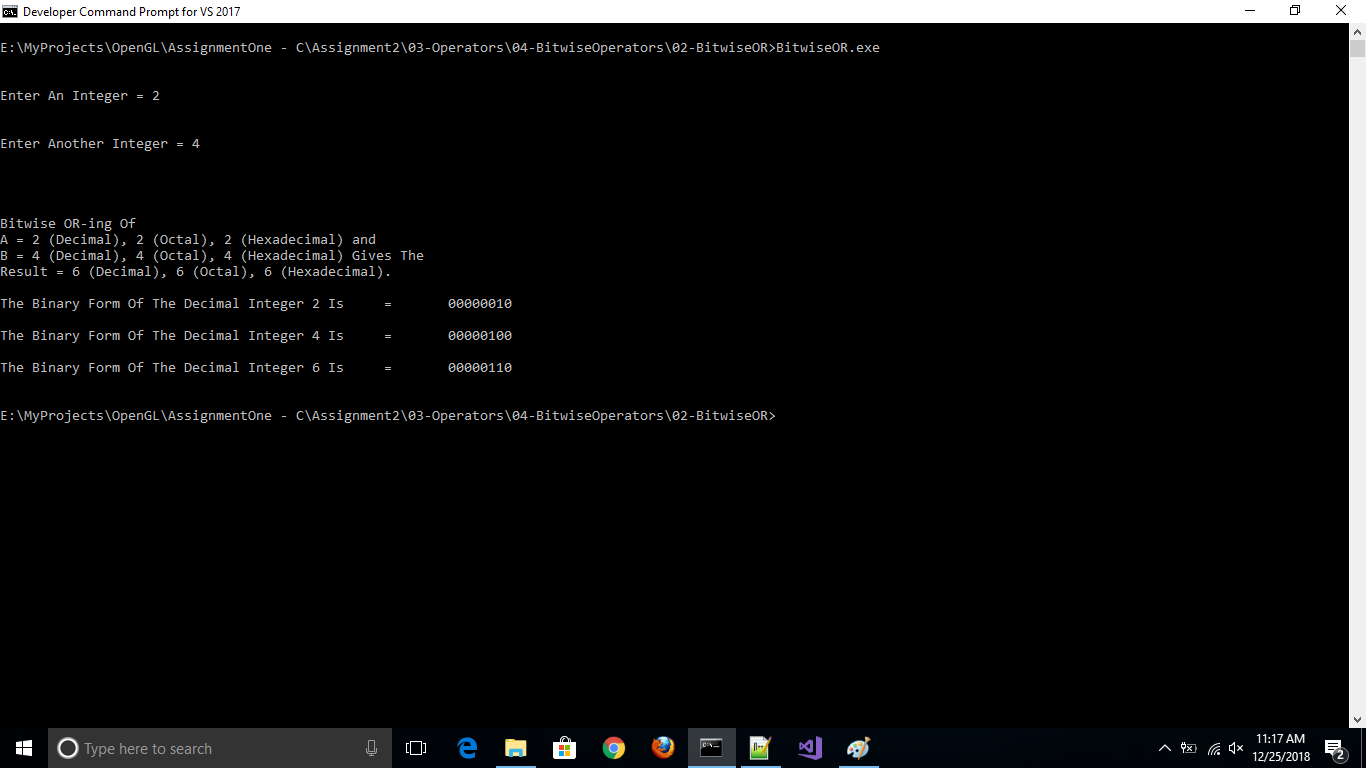 Developer Command Prompt for VS 2017
E:\MyProjects\OpenGL\AssignmentOne - C\Assignment2\03-Operators\04-BitwiseOperators\02-BitwiseOR>BitwiseOR.exe
Enter An Integer = 2
Enter Another Integer = 4
Bitwise OR-ing Of
A = 2 (Decimal), 2 (Octal), 2 (Hexadecimal) and
B = 4 (Decimal), 4 (Octal), 4 (Hexadecimal) Gives The
Result = 6 (Decimal), 6 (Octal), 6 (Hexadecimal).
The Binary Form Of The Decimal Integer 2 Is     =       00000010
The Binary Form Of The Decimal Integer 4 Is     =       00000100
The Binary Form Of The Decimal Integer 6 Is     =       00000110
E:\MyProjects\OpenGL\AssignmentOne - C\Assignment2\03-Operators\04-BitwiseOperators\02-BitwiseOR>
Type here to search
11:17 AM
12/25/2018
2